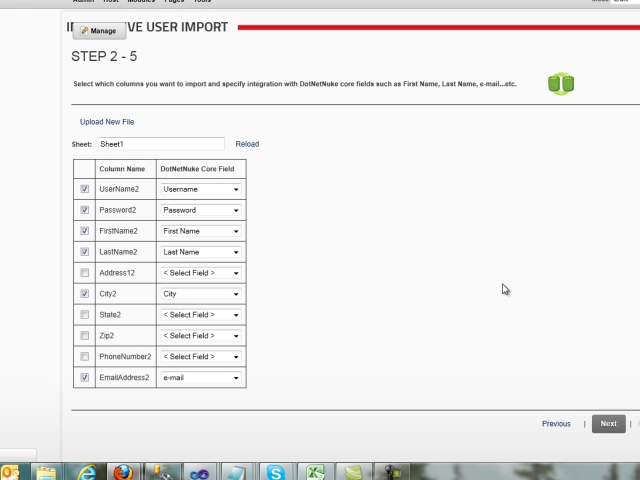 Admin Host Modules Pages Tools
Manage
VE USER IMPORT
STEP 2 - 5
Select which columns you want to import and specify integration with DotNetNuke core fields such as First Name, Last Name, e-mail...etc.
Upload New File
Sheet: Sheet1 Reload
Column Name DotNetNuke Core Field
UserName2 Username
Password2 Password
FirstName2 First Name
LastName2 Last Name
Address12 < Select Field >
City2 City
State2 < Select Field >
Zip2 < Select Field >
PhoneNumber2 < Select Field >
EmailAddress2 e-mail
Previous | Next |